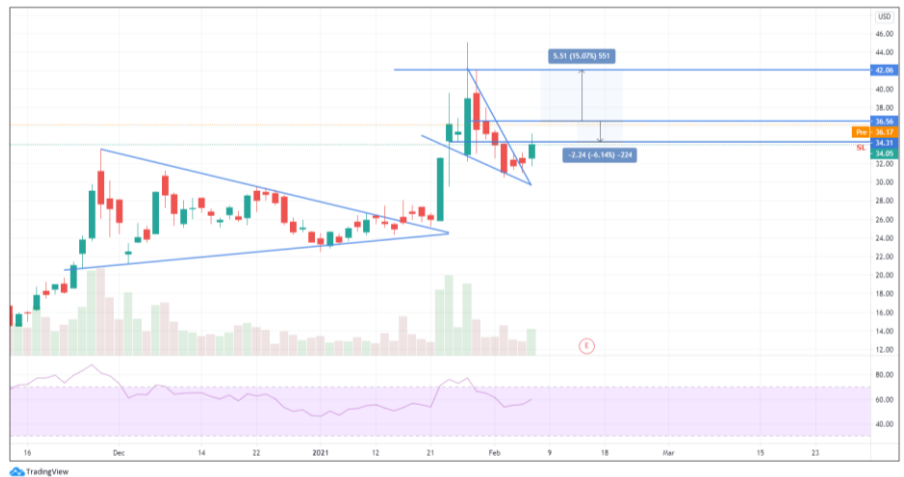 USD
46.00
44.00
5.51 (15.07%) 551
42.06
40.00
38.00
36.56
Pre 36.17
34.31
SL
34.05
-2.24 (-6.14%) -224
32.00
30.00
28.00
26.00
24.00
22.00
20.00
18.00
16.00
14.00
12.00
E
80.00
60.00
40.00
16 Dec 14 22 2021 12 21 Feb 9 18 Mar 15 23
TradingView